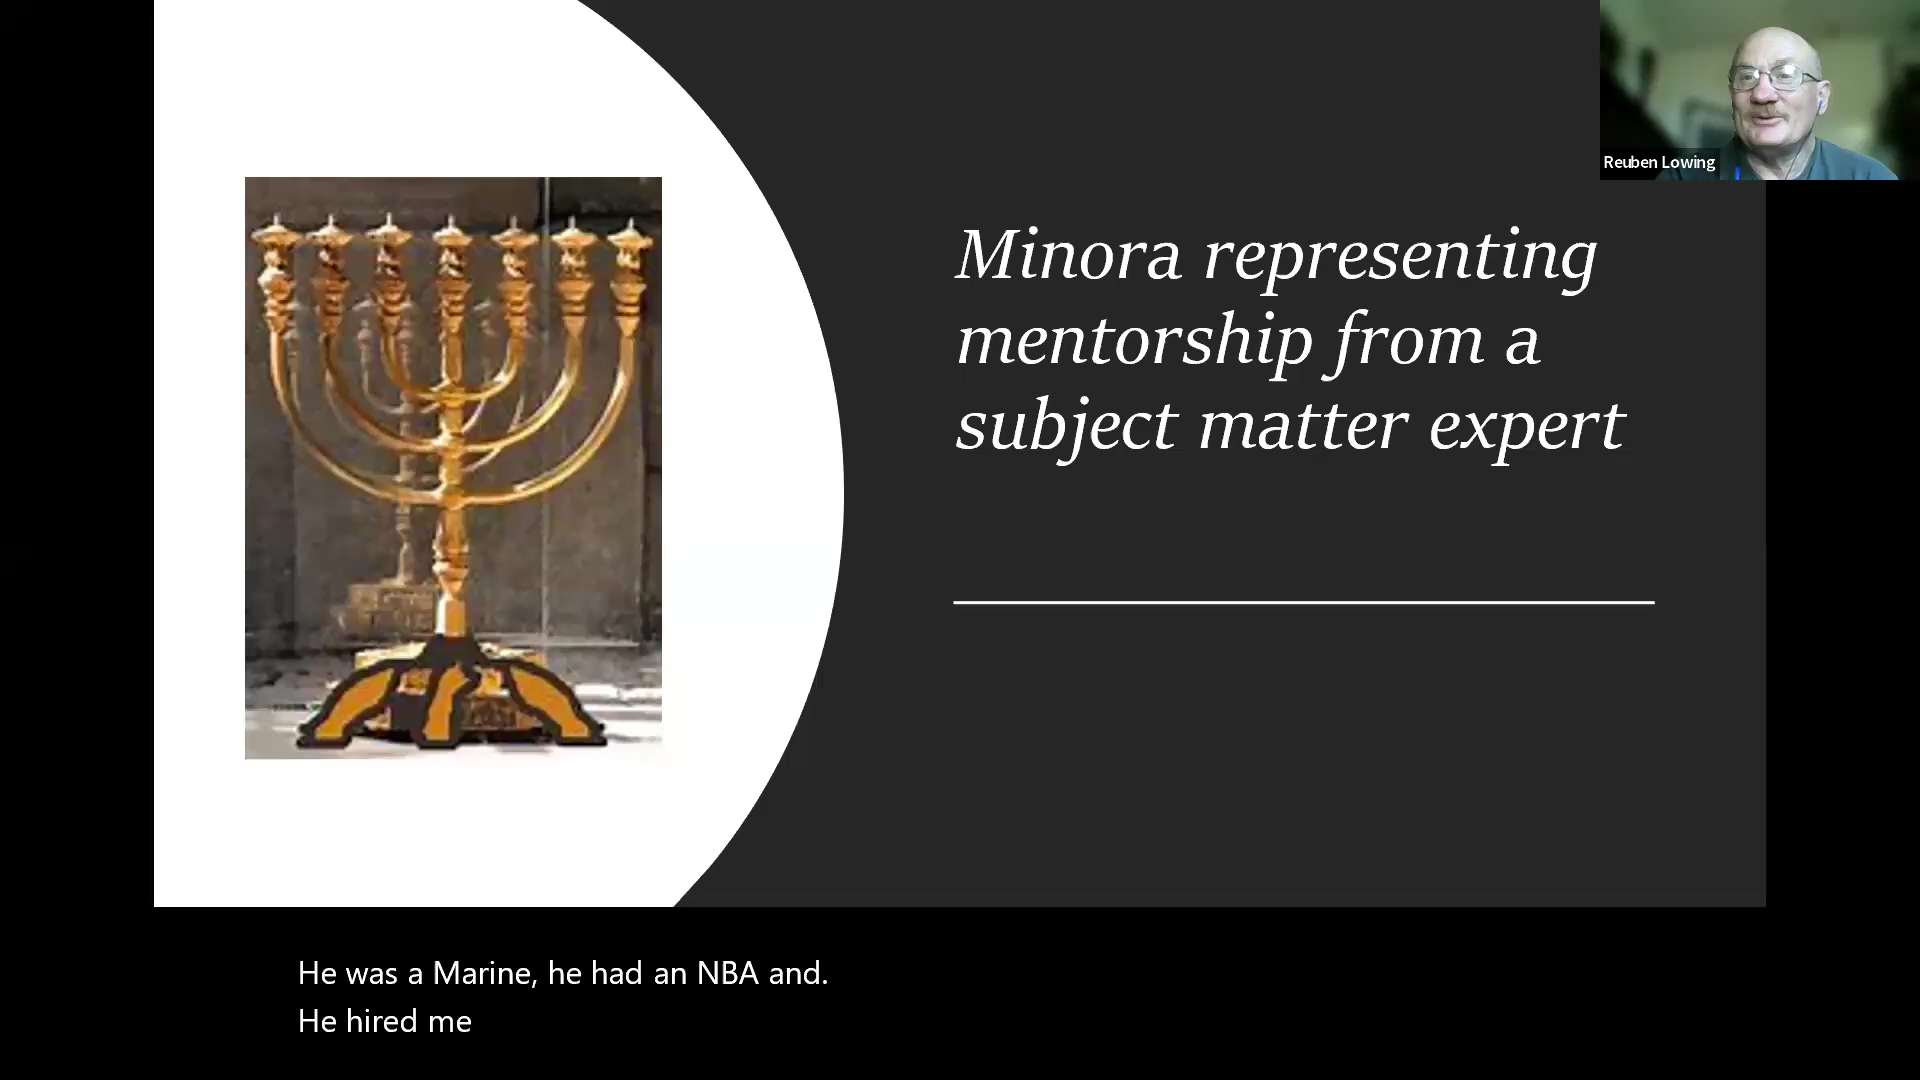 Reuben Lowing
Minora representing
mentorship from a
subject matter expert
He was a Marine, he had an NBA and.
He hired me